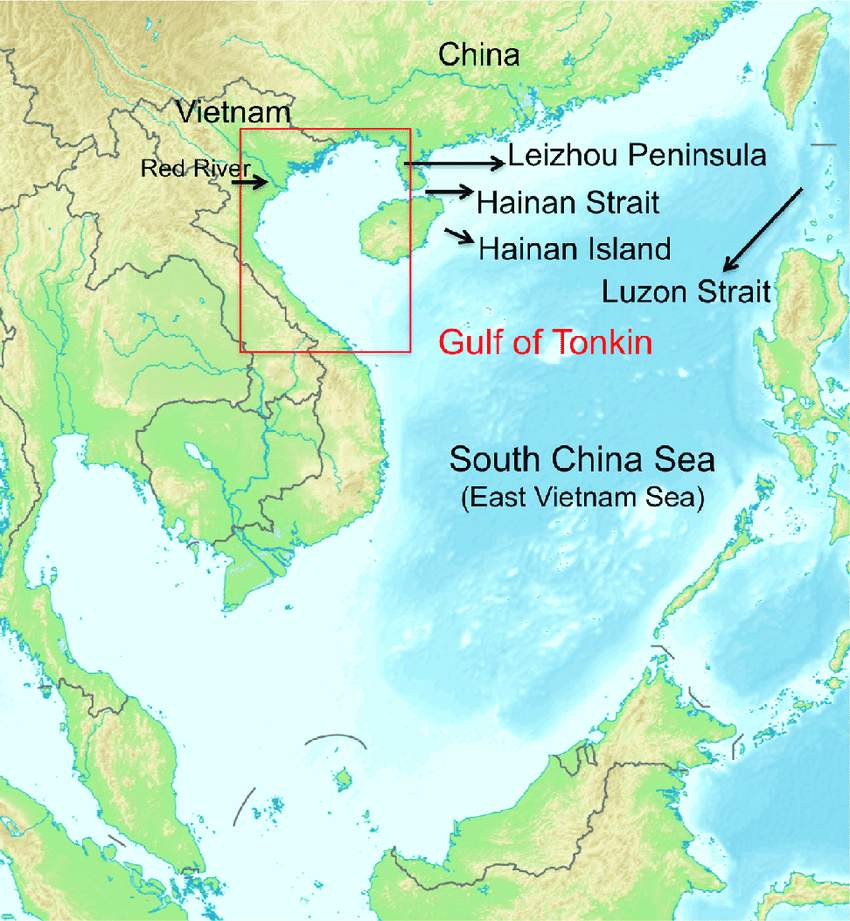 China
Vietnam
Leizhou Peninsula
Red River
Hainan Strait
Hainan Island
Luzon Strait
Gulf of Tonkin
South China Sea
(East Vietnam Sea)